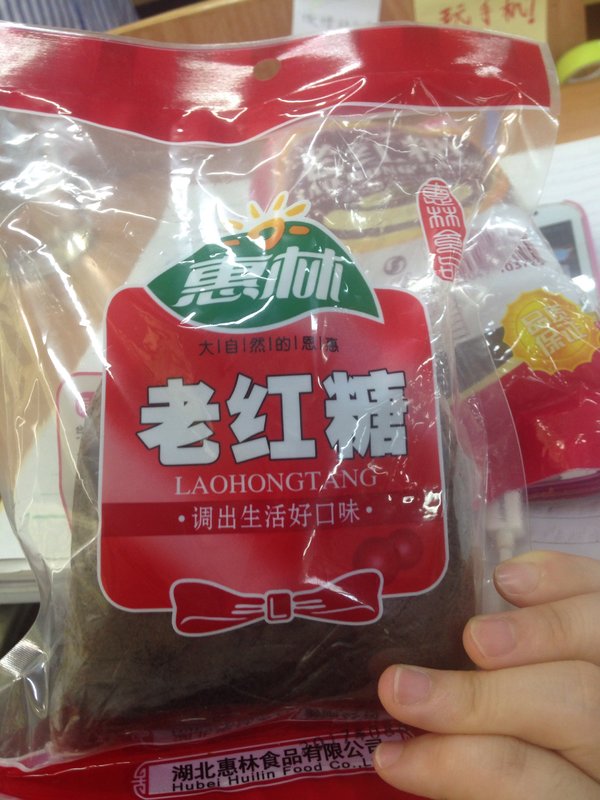 玩手机!
惠林食品
惠林
大自然的恩惠
老红糖
LAOHONGTANG
·调出生活好口味·
湖北惠林食品有限公司
Hubei Huilin Food Co.,L